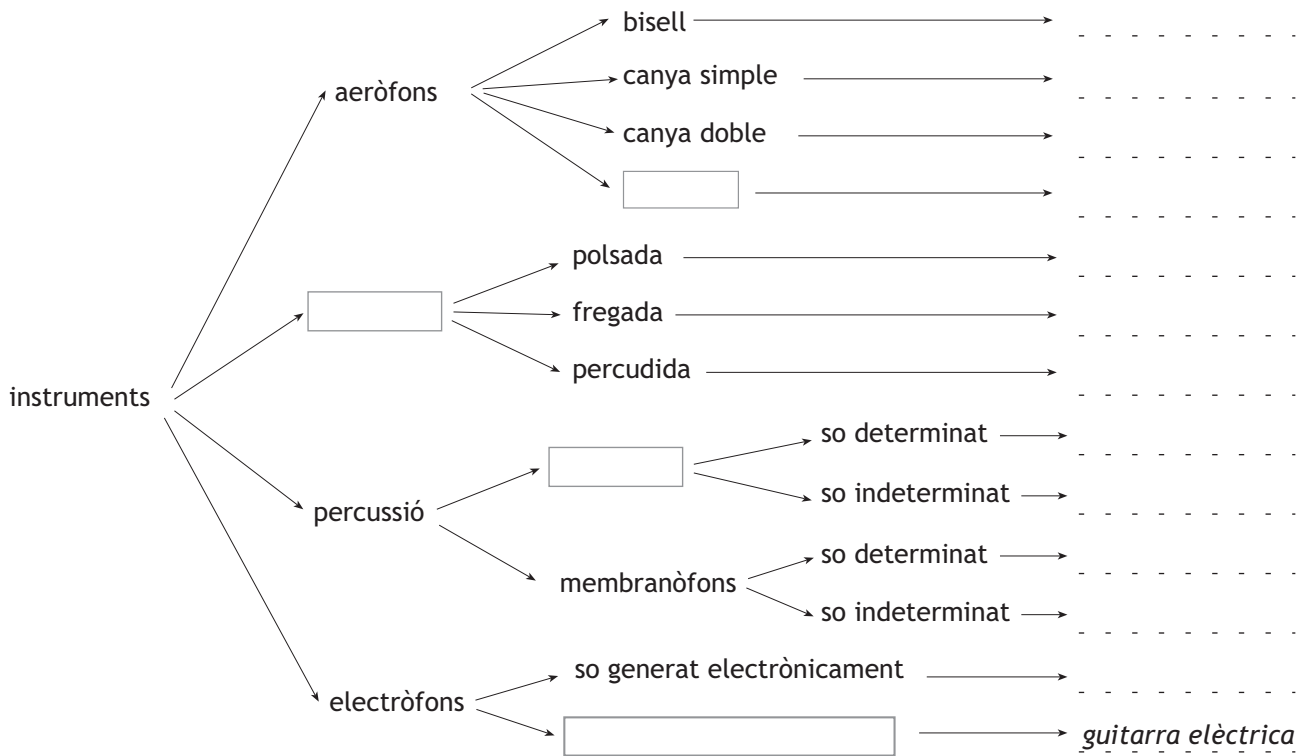 bisell
canya simple
aeròfons
canya doble
polsada
fregada
percudida
instruments
so determinat
so indeterminat
percussió
so determinat
membranòfons
so indeterminat
so generat electrònicament
electròfons
guitarra elèctrica